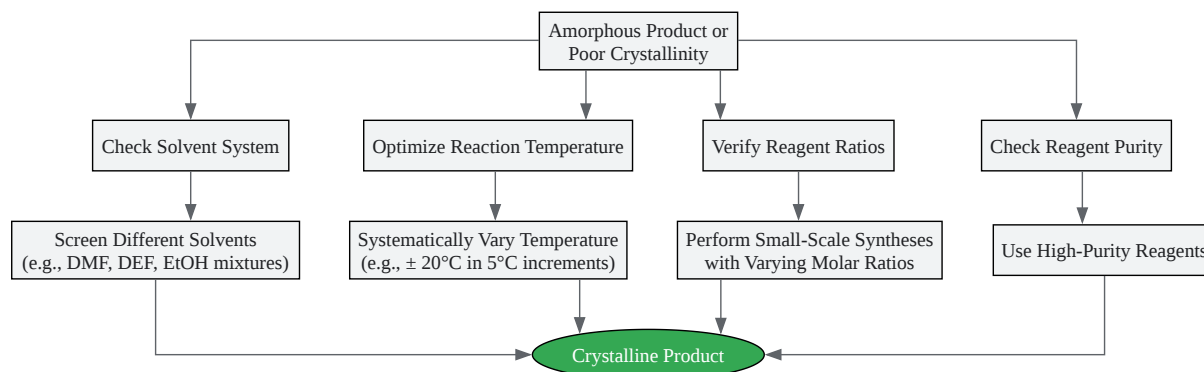 Amorphous Product or
Poor Crystallinity
Check Solvent System
Optimize Reaction Temperature
Verify Reagent Ratios
Check Reagent Purity
Screen Different Solvents
(e.g., DMF, DEF, EtOH mixtures)
Systematically Vary Temperature
(e.g., ± 20°C in 5°C increments)
Perform Small-Scale Syntheses
with Varying Molar Ratios
Use High-Purity Reagents
Crystalline Product